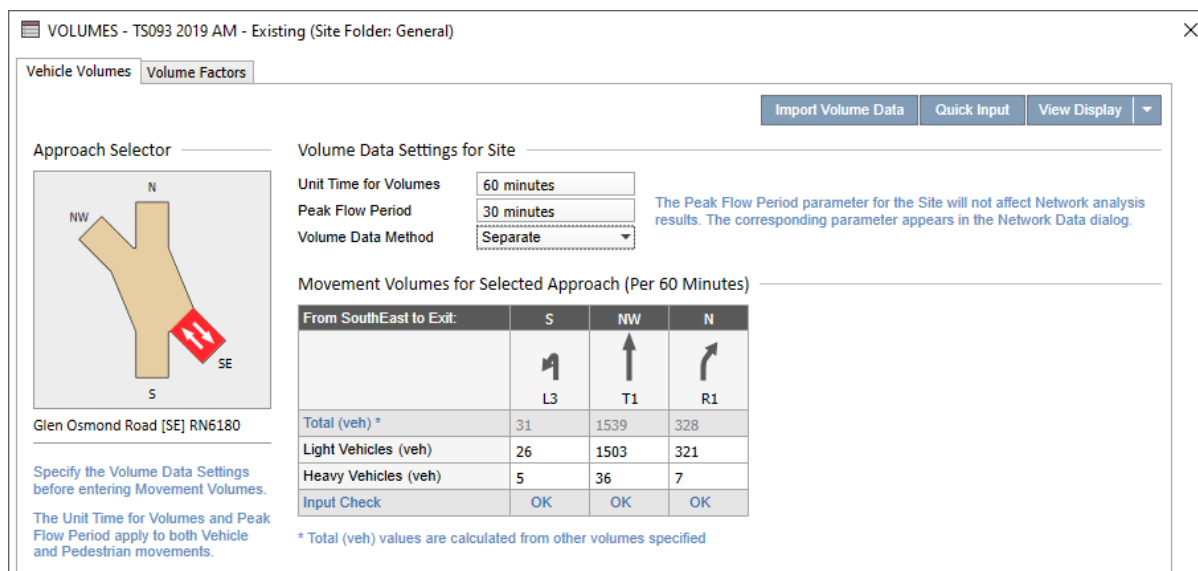 VOLUMES - TS093 2019 AM - Existing (Site Folder: General)
Vehicle Volumes Volume Factors
Import Volume Data Quick Input View Display
Approach Selector
N
NW
SE
S
Glen Osmond Road [SE] RN6180
Specify the Volume Data Settings
before entering Movement Volumes.
The Unit Time for Volumes and Peak
Flow Period apply to both Vehicle
and Pedestrian movements.
Volume Data Settings for Site
Unit Time for Volumes 60 minutes
Peak Flow Period 30 minutes
Volume Data Method Separate
The Peak Flow Period parameter for the Site will not affect Network analysis
results. The corresponding parameter appears in the Network Data dialog.
Movement Volumes for Selected Approach (Per 60 Minutes)
From SouthEast to Exit: S NW N
L3 T1 R1
Total (veh) * 31 1539 328
Light Vehicles (veh) 26 1503 321
Heavy Vehicles (veh) 5 36 7
Input Check OK OK OK
* Total (veh) values are calculated from other volumes specified